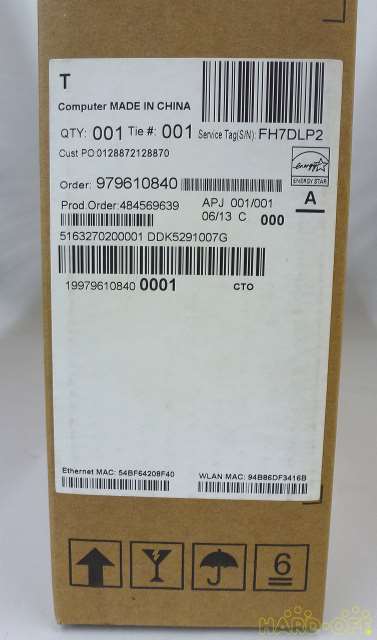 T
Computer MADE IN CHINA
QTY: 001 Tie #: 001 Service Tag(S/N): FH7DLP2
Cust PO:0128872128870
ENERGY STAR
Order: 979610840
A
Prod.Order:484569639 APJ 001/001
06/13 C 000
5163270200001 DDK5291007G
19979610840 0001 CTO
Ethernet MAC: 54BF64208F40 WLAN MAC: 94B86DF3416B
6
HARD-OFF